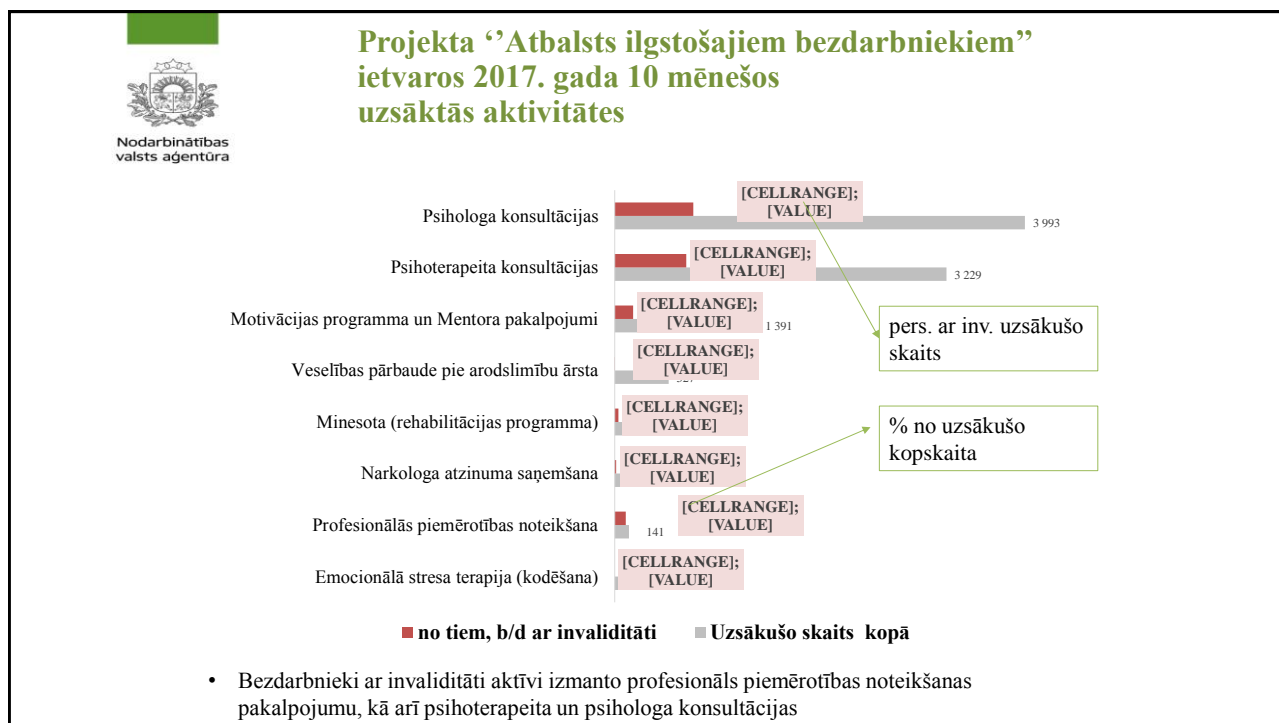 Nodarbinātības
valsts aģentūra
Projekta ‘’Atbalsts ilgstošajiem bezdarbniekiem”
ietvaros 2017. gada 10 mēnešos
uzsāktās aktivitātes
Psihologa konsultācijas
[CELLRANGE];
[VALUE]
3 993
Psihoterapeita konsultācijas
[CELLRANGE];
[VALUE]
3 229
Motivācijas programma un Mentora pakalpojumi
[CELLRANGE];
[VALUE]
1 391
Veselības pārbaude pie arodslimību ārsta
[CELLRANGE];
[VALUE]
Minesota (rehabilitācijas programma)
[CELLRANGE];
[VALUE]
Narkologa atzinuma saņemšana
[CELLRANGE];
[VALUE]
Profesionālās piemērotības noteikšana
141
[CELLRANGE];
[VALUE]
Emocionālā stresa terapija (kodēšana)
[CELLRANGE];
[VALUE]
pers. ar inv. uzsākušo
skaits
% no uzsākušo
kopskaita
no tiem, b/d ar invaliditāti
Uzsākušo skaits kopā
• Bezdarbnieki ar invaliditāti aktīvi izmanto profesionāls piemērotības noteikšanas
pakalpojumu, kā arī psihoterapeita un psihologa konsultācijas